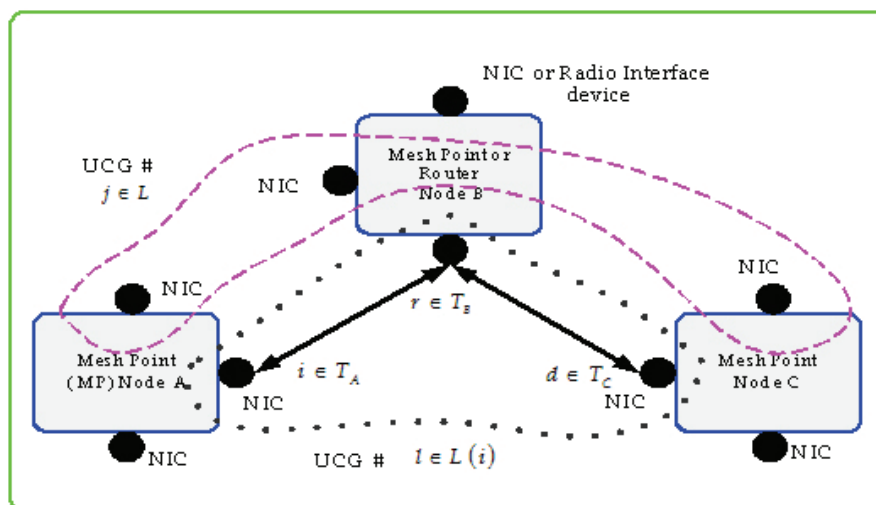 NIC or Radio Interface
device
UCG #
j ∈ L
NIC
Mesh Point or
Router
Node B
NIC
NIC
r ∈ T_B
Mesh Point
(MP) Node A
i ∈ T_A
d ∈ T_C
Mesh Point
Node C
NIC
NIC
NIC
UCG # l ∈ L (i)
NIC